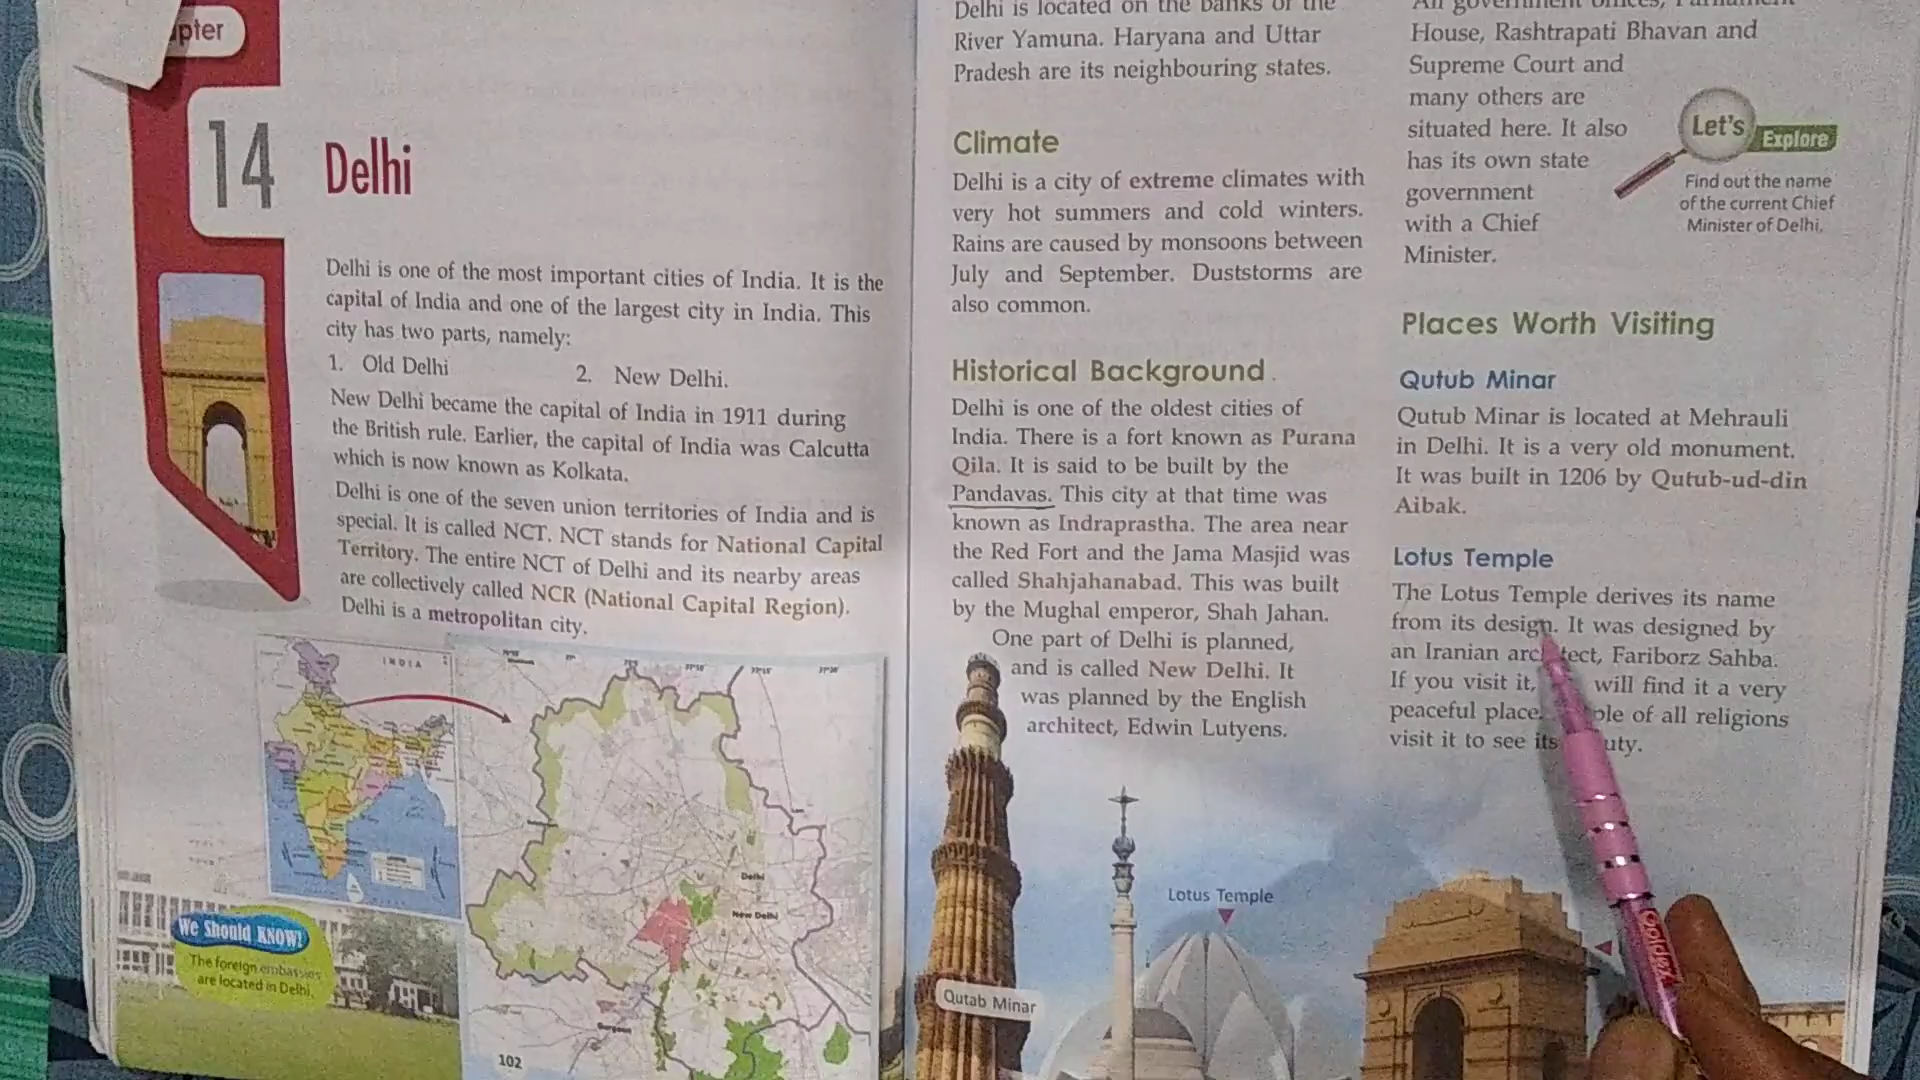 14
Delhi
Delhi is one of the most important cities of India. It is the
capital of India and one of the largest city in India. This
city has two parts, namely:
1. Old Delhi
2. New Delhi.
New Delhi became the capital of India in 1911 during
the British rule. Earlier, the capital of India was Calcutta
which is now known as Kolkata.
Delhi is one of the seven union territories of India and is
special. It is called NCT. NCT stands for National Capital
Territory. The entire NCT of Delhi and its nearby areas
are collectively called NCR (National Capital Region).
Delhi is a metropolitan city.
INDIA
Delhi
New Delhi
Gurgaon
We Should KNOW!
The foreign embassies
are located in Delhi.
102
Delhi is located on the banks of the
River Yamuna. Haryana and Uttar
Pradesh are its neighbouring states.
Climate
Delhi is a city of extreme climates with
very hot summers and cold winters.
Rains are caused by monsoons between
July and September. Duststorms are
also common.
Historical Background
Delhi is one of the oldest cities of
India. There is a fort known as Purana
Qila. It is said to be built by the
Pandavas. This city at that time was
known as Indraprastha. The area near
the Red Fort and the Jama Masjid was
called Shahjahanabad. This was built
by the Mughal emperor, Shah Jahan.
One part of Delhi is planned,
and is called New Delhi. It
was planned by the English
architect, Edwin Lutyens.
Qutab Minar
Lotus Temple
All government offices, Parliament
House, Rashtrapati Bhavan and
Supreme Court and
many others are
situated here. It also
has its own state
government
with a Chief
Minister.
Let's Explore
Find out the name
of the current Chief
Minister of Delhi.
Places Worth Visiting
Qutub Minar
Qutub Minar is located at Mehrauli
in Delhi. It is a very old monument.
It was built in 1206 by Qutub-ud-din
Aibak.
Lotus Temple
The Lotus Temple derives its name
from its design. It was designed by
an Iranian Fariborz Sahba.
If you visit it, will find it a very
peaceful place. of all religions
visit it to see its
Goldex